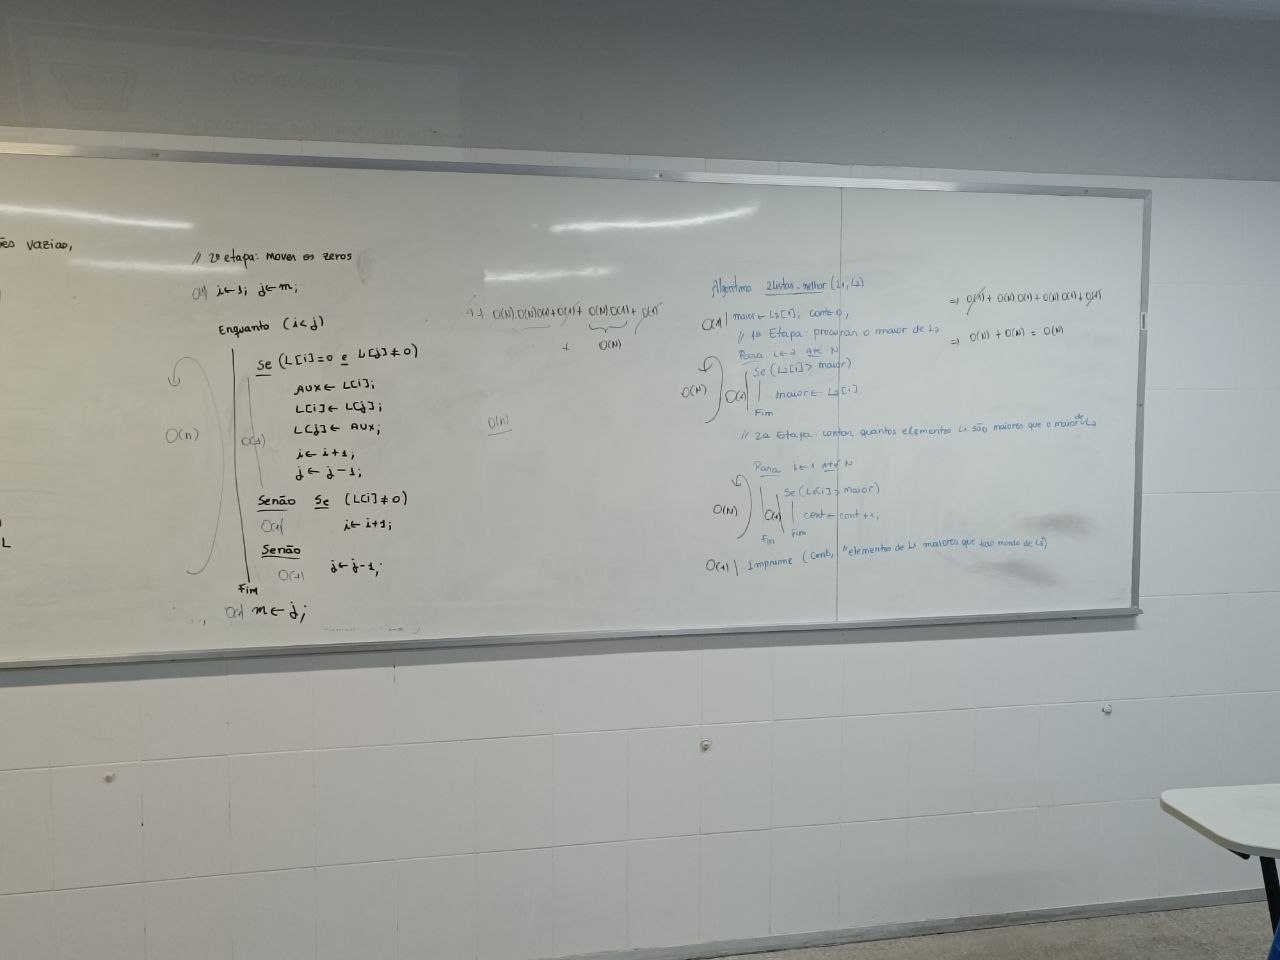 vazias,
L
// 2ª etapa: mover os zeros
O(1) i←1; j←m;
Enquanto (i<j)
Se (L[i]=0 e L[j]≠0)
AUX ← L[i];
L[i] ← L[j];
L[j] ← AUX;
i ← i+1;
j ← j-1;
O(n)
O(1)
Senão Se (L[i]≠0)
O(1) i ← i+1;
Senão
O(1) j ← j-1;
Fim
O(1) m ← j;
O(N).O(N)O(1)+O(1)+ O(N).O(1)+O(1)
+ O(N)
O(n)
Algoritmo 2Listas_melhor (L1, L2)
O(1) | maior ← L2[1], cont←0,
// 1ª Etapa: procurar o maior de L2
Para i←2 Até N
O(N) O(1) Se (L2[i] > maior)
maior ← L2[i]
Fim
// 2ª Etapa: contar quantos elementos L1 são maiores que o maior de L2
Para i←1 Até N
Se (L1[i] > maior)
O(N) O(1) cont ← cont +1;
Fim Fim
O(1) | Imprime (cont, "elementos de L1 maiores que de L2")
⇒ O(1) + O(N).O(1) + O(N).O(1) + O(1)
⇒ O(N) + O(N) = O(N)